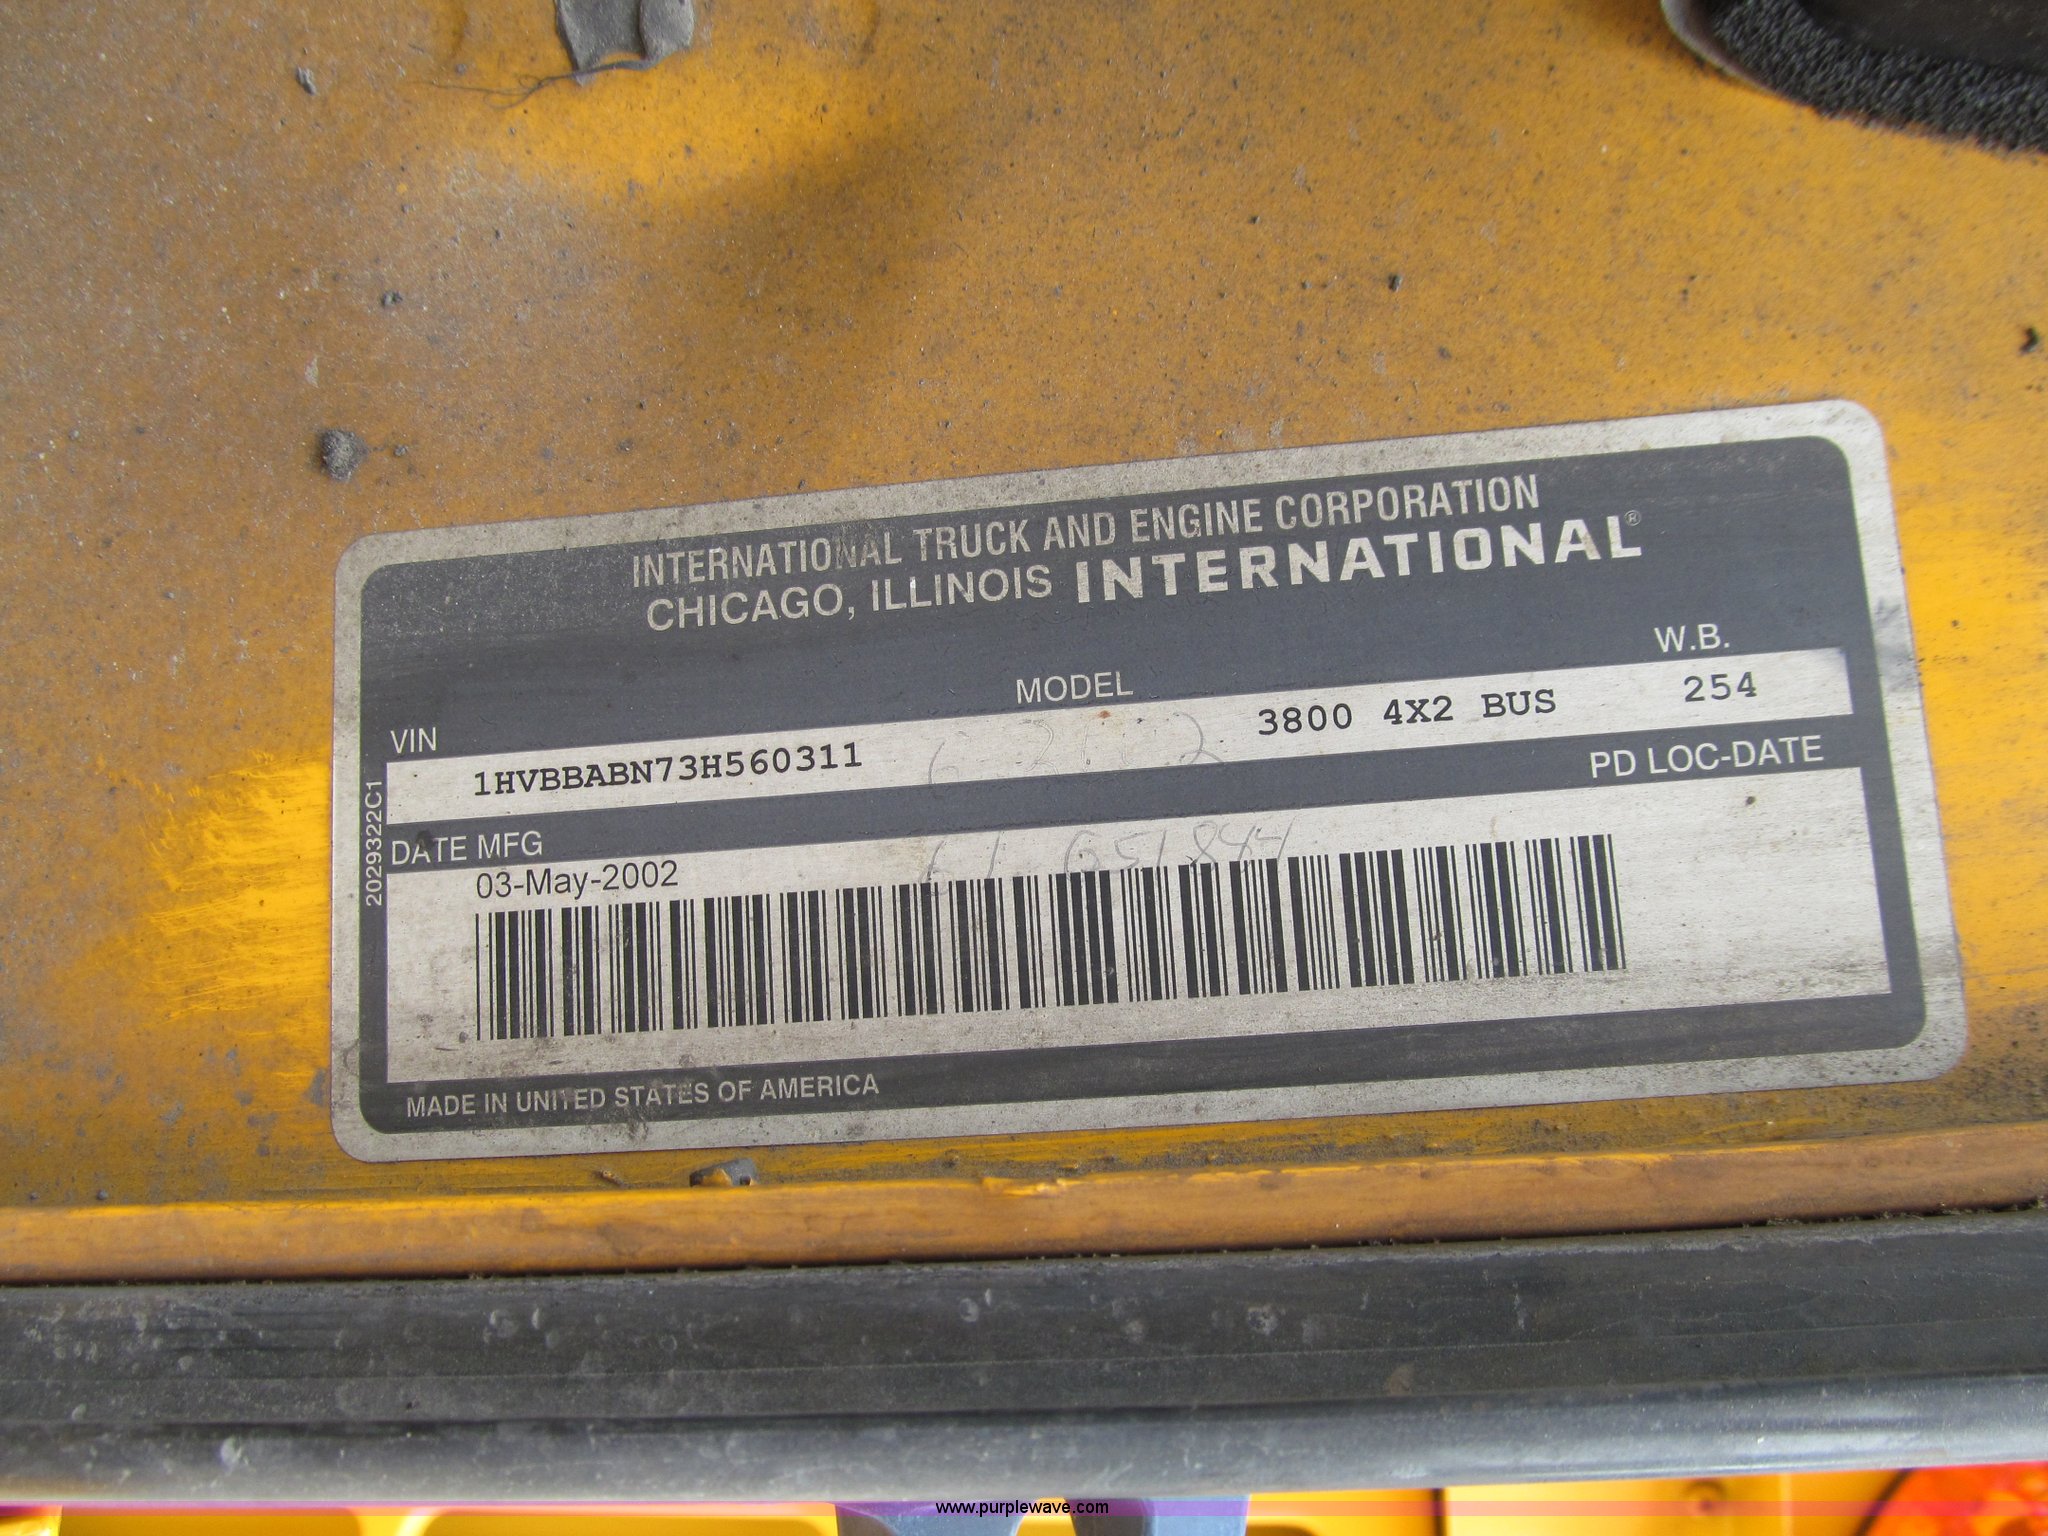 INTERNATIONAL TRUCK AND ENGINE CORPORATION
CHICAGO, ILLINOIS INTERNATIONAL®
VIN MODEL W.B.
1HVBBABN73H560311 3800 4X2 BUS 254
DATE MFG PD LOC-DATE
03-May-2002
2029322C1
MADE IN UNITED STATES OF AMERICA
www.purplewave.com